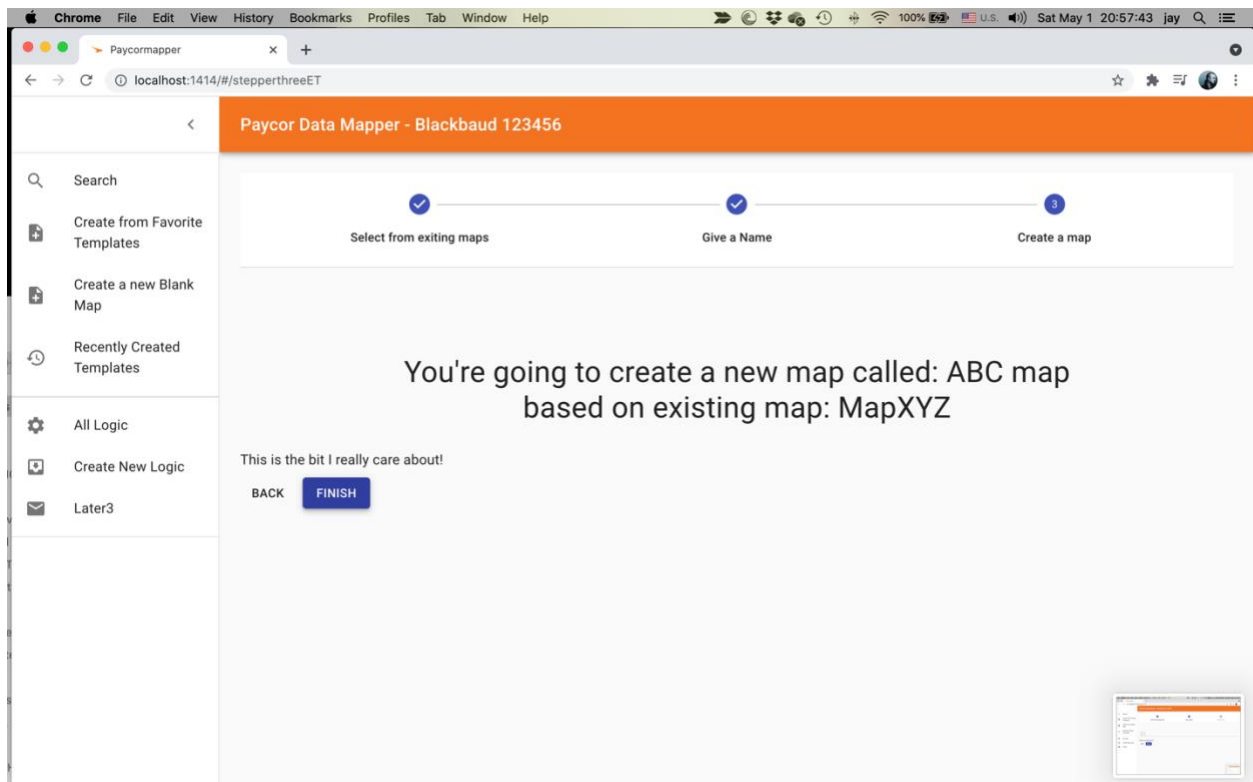 Chrome File Edit View History Bookmarks Profiles Tab Window Help
100% U.S. Sat May 1 20:57:43 jay
Paycormapper
localhost:1414/#/stepperthreeET
Paycor Data Mapper - Blackbaud 123456
Search
Create from Favorite
Templates
Create a new Blank
Map
Recently Created
Templates
All Logic
Create New Logic
Later3
3
Select from exiting maps
Give a Name
Create a map
You're going to create a new map called: ABC map
based on existing map: MapXYZ
This is the bit I really care about!
BACK FINISH